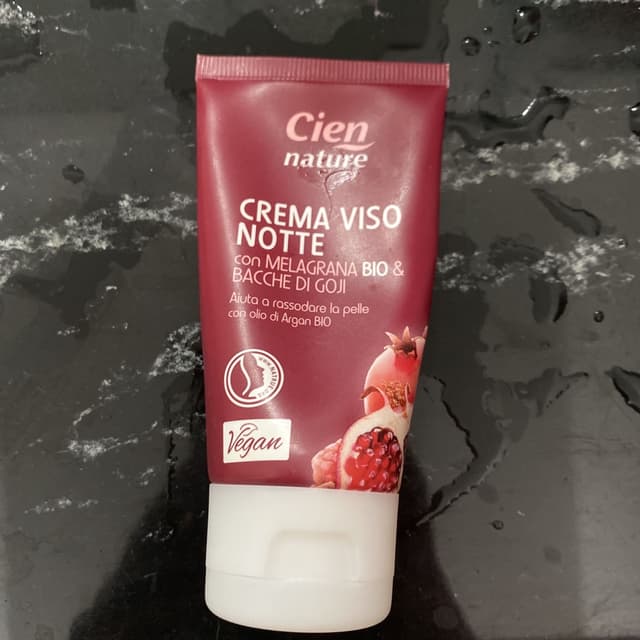 Cien
nature
CREMA VISO
NOTTE
con MELAGRANA BIO &
BACCHE DI GOJI
Aiuta a rassodare la pelle
con olio di Argan BIO
Vegan